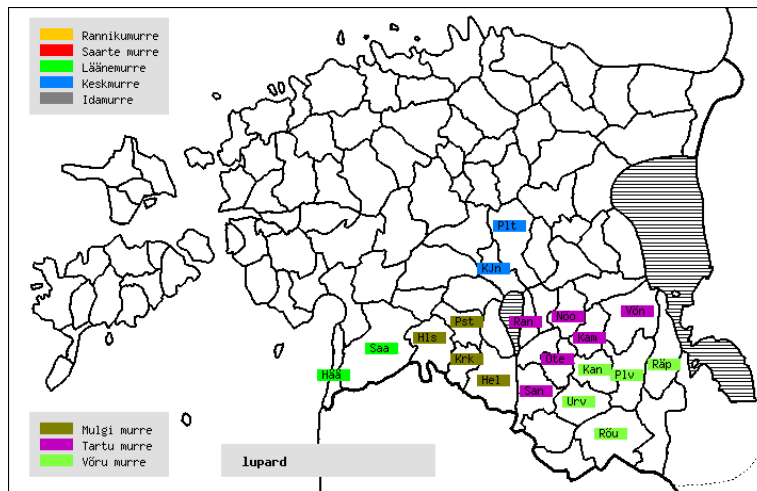 Rannikumurre
Saarte murre
Läänemurre
Keskmurre
Idamurre
Plt
KJn
Pst
Ran
Nõo
Võn
Hls
Saa
Kam
Krk
Ote
Hää
Hel
San
Kan
Plv
Räp
Urv
Rõu
Mulgi murre
Tartu murre
Võru murre
lupard